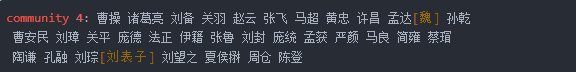 community 4: 曹操 诸葛亮 刘备 关羽 赵云 张飞 马超 黄忠 许昌 孟达[魏] 孙乾
曹安民 刘璋 关平 庞德 法正 伊籍 张鲁 刘封 庞统 孟获 严颜 马良 简雍 蔡瑁
陶谦 孔融 刘琮[刘表子] 刘望之 夏侯楙 周仓 陈登